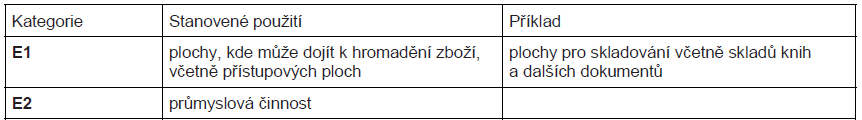 Kategorie Stanovené použití Příklad
E1 plochy, kde může dojít k hromadění zboží, plochy pro skladování včetně skladů knih
včetně přístupových ploch a dalších dokumentů
E2 průmyslová činnost